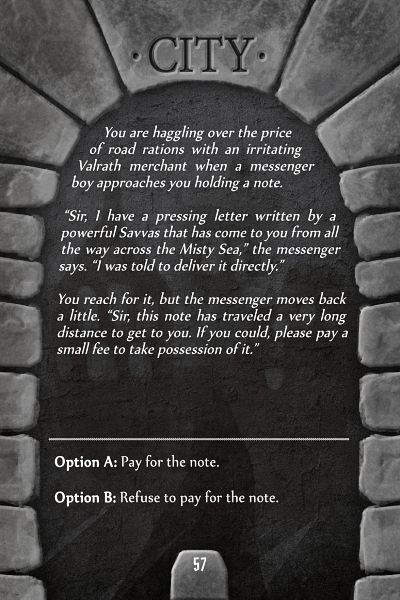 · CITY ·
You are haggling over the price
of road rations with an irritating
Valrath merchant when a messenger
boy approaches you holding a note.
“Sir, I have a pressing letter written by a
powerful Savvas that has come to you from all
the way across the Misty Sea,” the messenger
says. “I was told to deliver it directly.”
You reach for it, but the messenger moves back
a little. “Sir, this note has traveled a very long
distance to get to you. If you could, please pay a
small fee to take possession of it.”
Option A: Pay for the note.
Option B: Refuse to pay for the note.
57